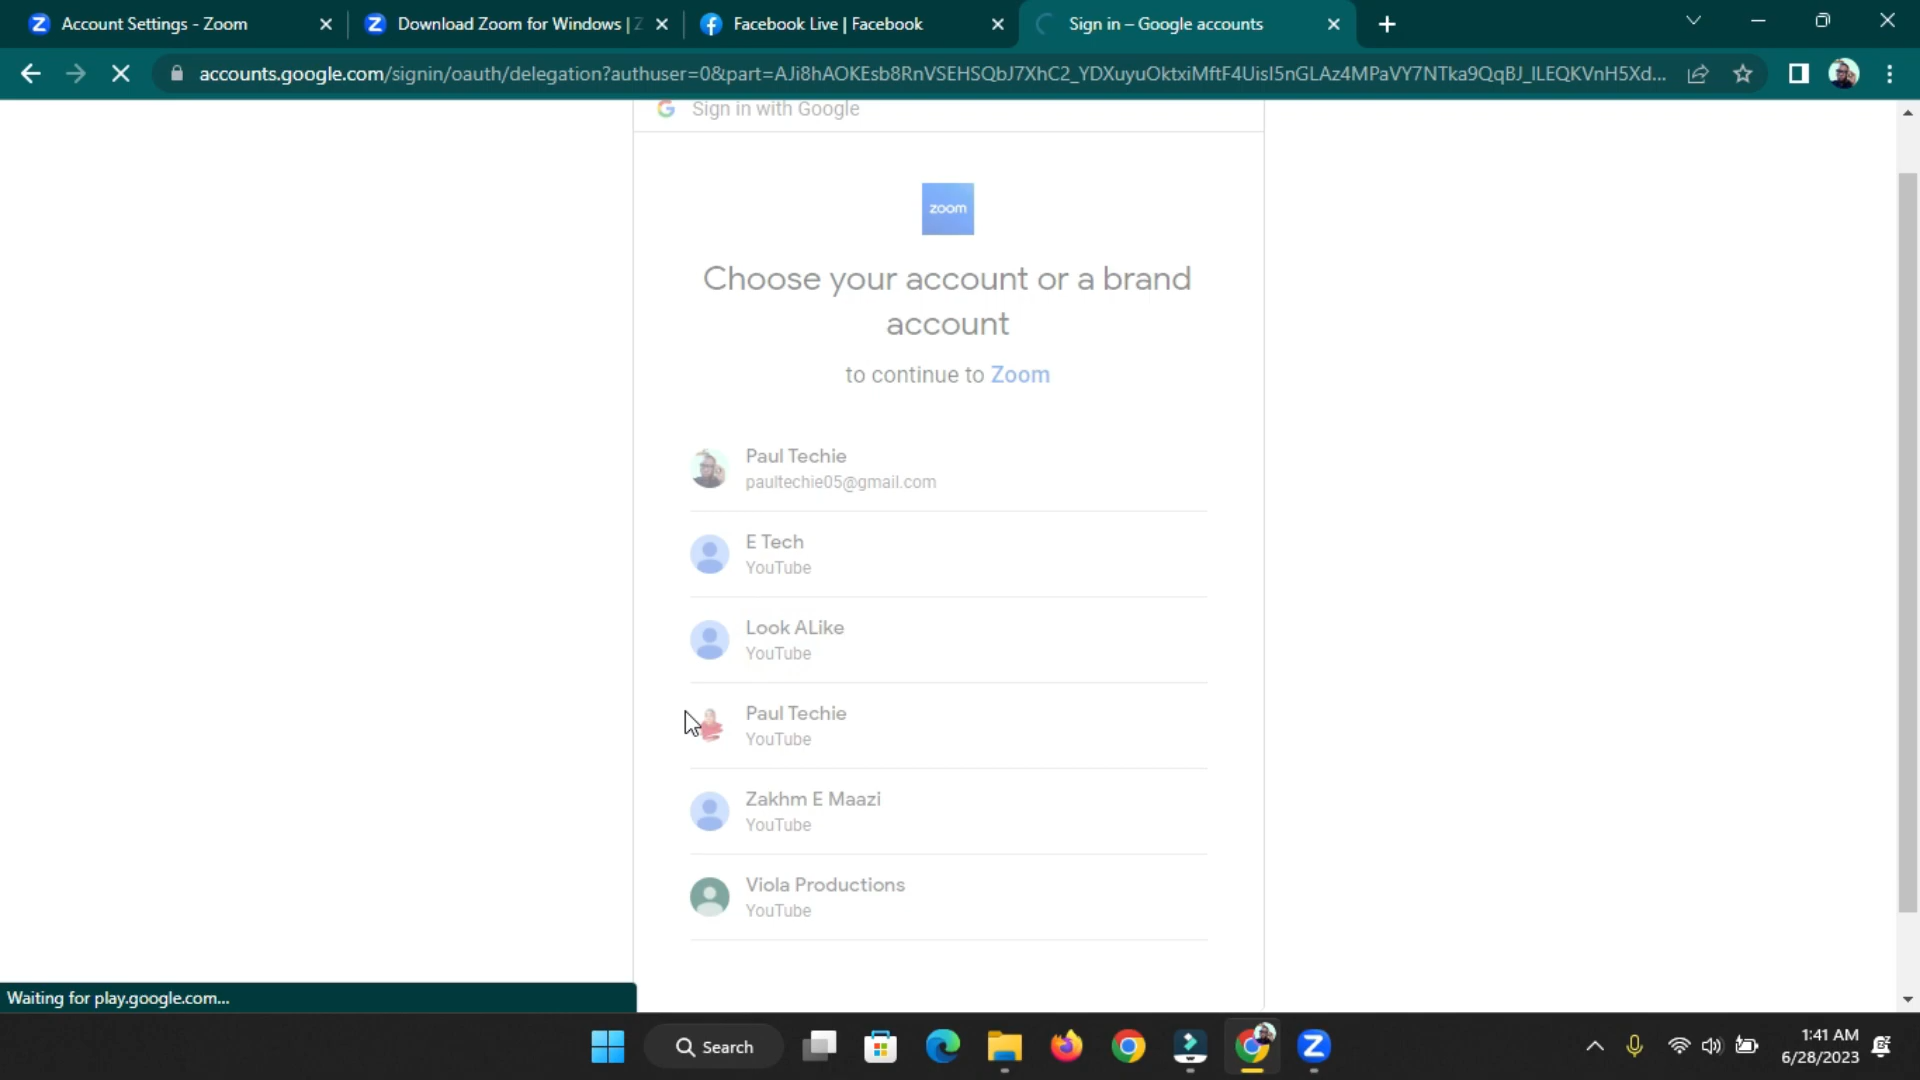 Account Settings - Zoom
Download Zoom for Windows | Z
Facebook Live | Facebook
Sign in – Google accounts
accounts.google.com/signin/oauth/delegation?authuser=0&part=AJi8hAOKEsb8RnVSEHSQbJ7XhC2_YDXuyuOktxiMftF4UisI5nGLAz4MPaVY7NTka9QqBJ_ILEQKVnH5Xd...
Sign in with Google
zoom
Choose your account or a brand
account
to continue to Zoom
Paul Techie
paultechie05@gmail.com
E Tech
YouTube
Look ALike
YouTube
Paul Techie
YouTube
Zakhm E Maazi
YouTube
Viola Productions
YouTube
Waiting for play.google.com...
Search
1:41 AM
6/28/2023